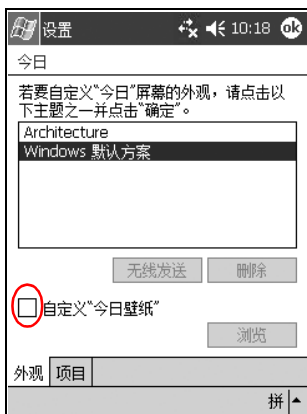 设置 10:18 ok
今日
若要自定义"今日"屏幕的外观，请点击以
下主题之一并点击"确定"。
Architecture
Windows 默认方案
无线发送 删除
自定义"今日壁纸"
浏览
外观 项目
拼